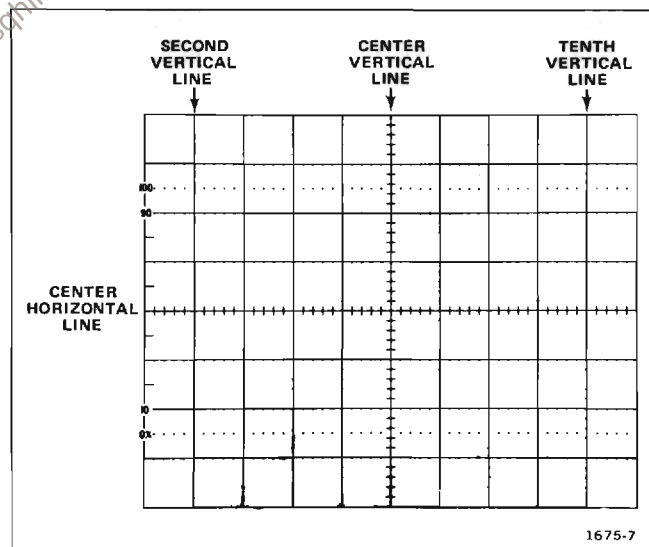 SECOND
VERTICAL
LINE
CENTER
VERTICAL
LINE
TENTH
VERTICAL
LINE
100
90
CENTER
HORIZONTAL
LINE
10
0%
1675-7